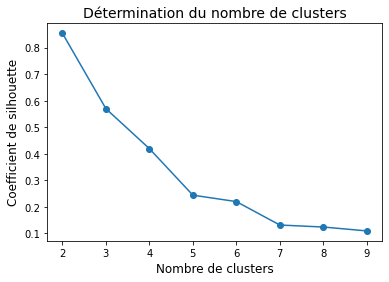 Détermination du nombre de clusters
Coefficient de silhouette
0.8
0.7
0.6
0.5
0.4
0.3
0.2
0.1
2 3 4 5 6 7 8 9
Nombre de clusters